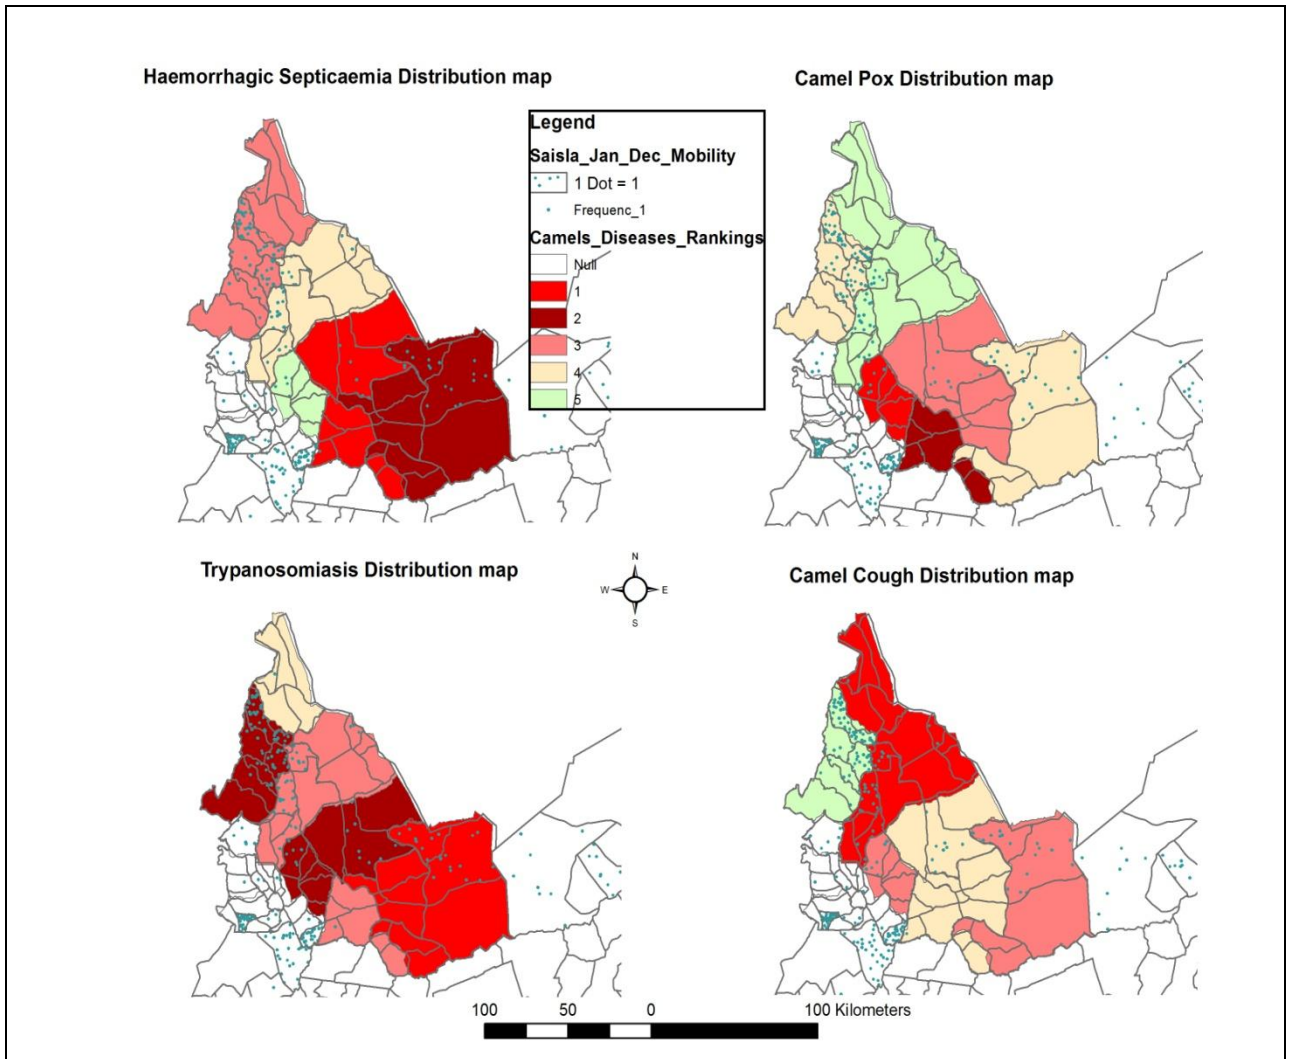 Haemorrhagic Septicaemia Distribution map
Camel Pox Distribution map
Legend
Saisla_Jan_Dec_Mobility
1 Dot = 1
Frequenc_1
Camels_Diseases_Rankings
Null
1
2
3
4
5
Trypanosomiasis Distribution map
N
W E
S
Camel Cough Distribution map
100 50 0 100 Kilometers